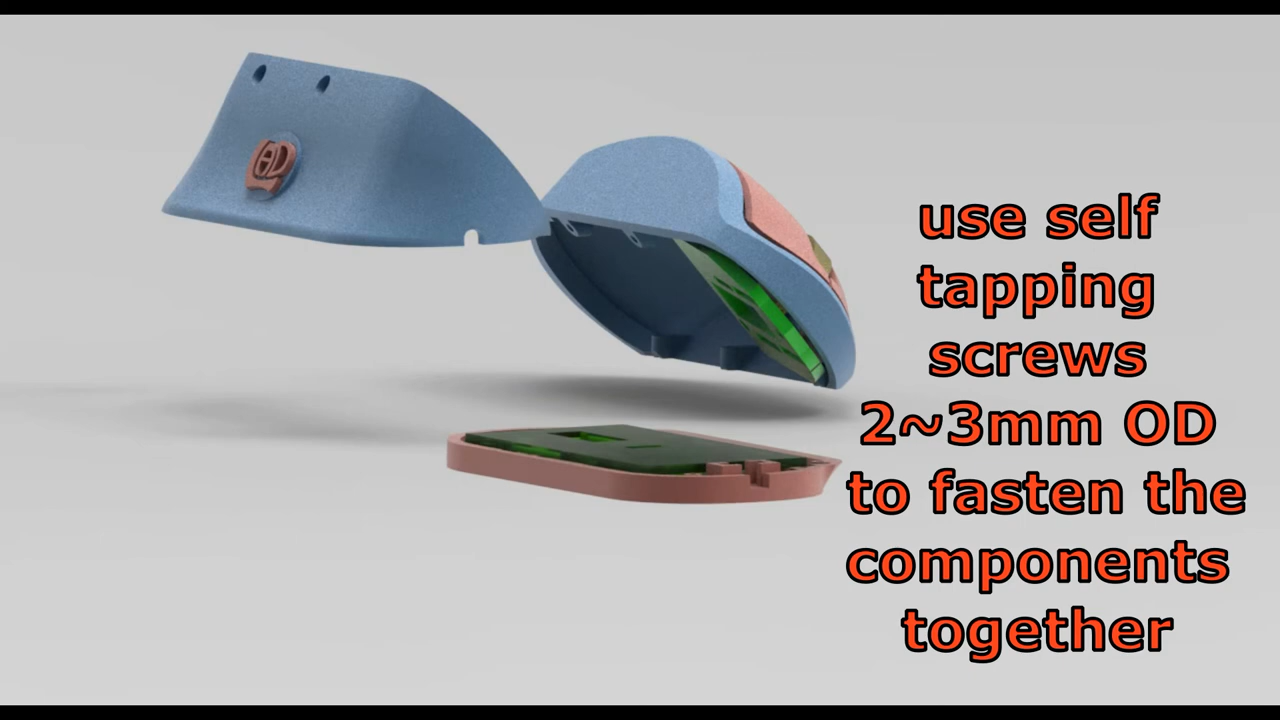 use self
tapping
screws
2~3mm OD
to fasten the
components
together